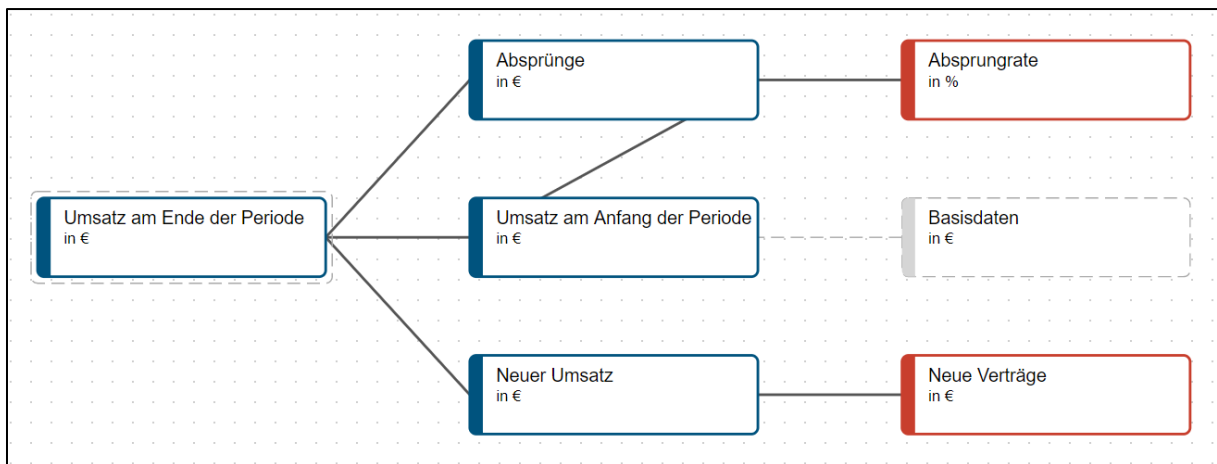 Absprünge
in €
Absprungrate
in %
Umsatz am Ende der Periode
in €
Umsatz am Anfang der Periode
in €
Basisdaten
in €
Neuer Umsatz
in €
Neue Verträge
in €